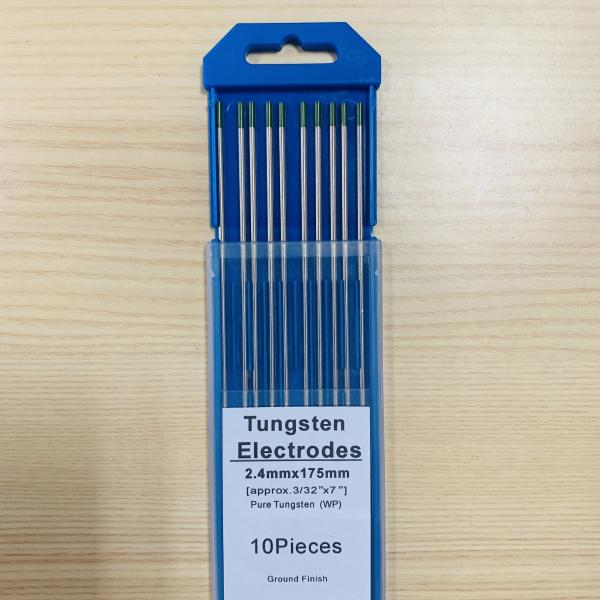 Tungsten
Electrodes
2.4mmx175mm
[approx.3/32"x7"]
Pure Tungsten (WP)
10Pieces
Ground Finish